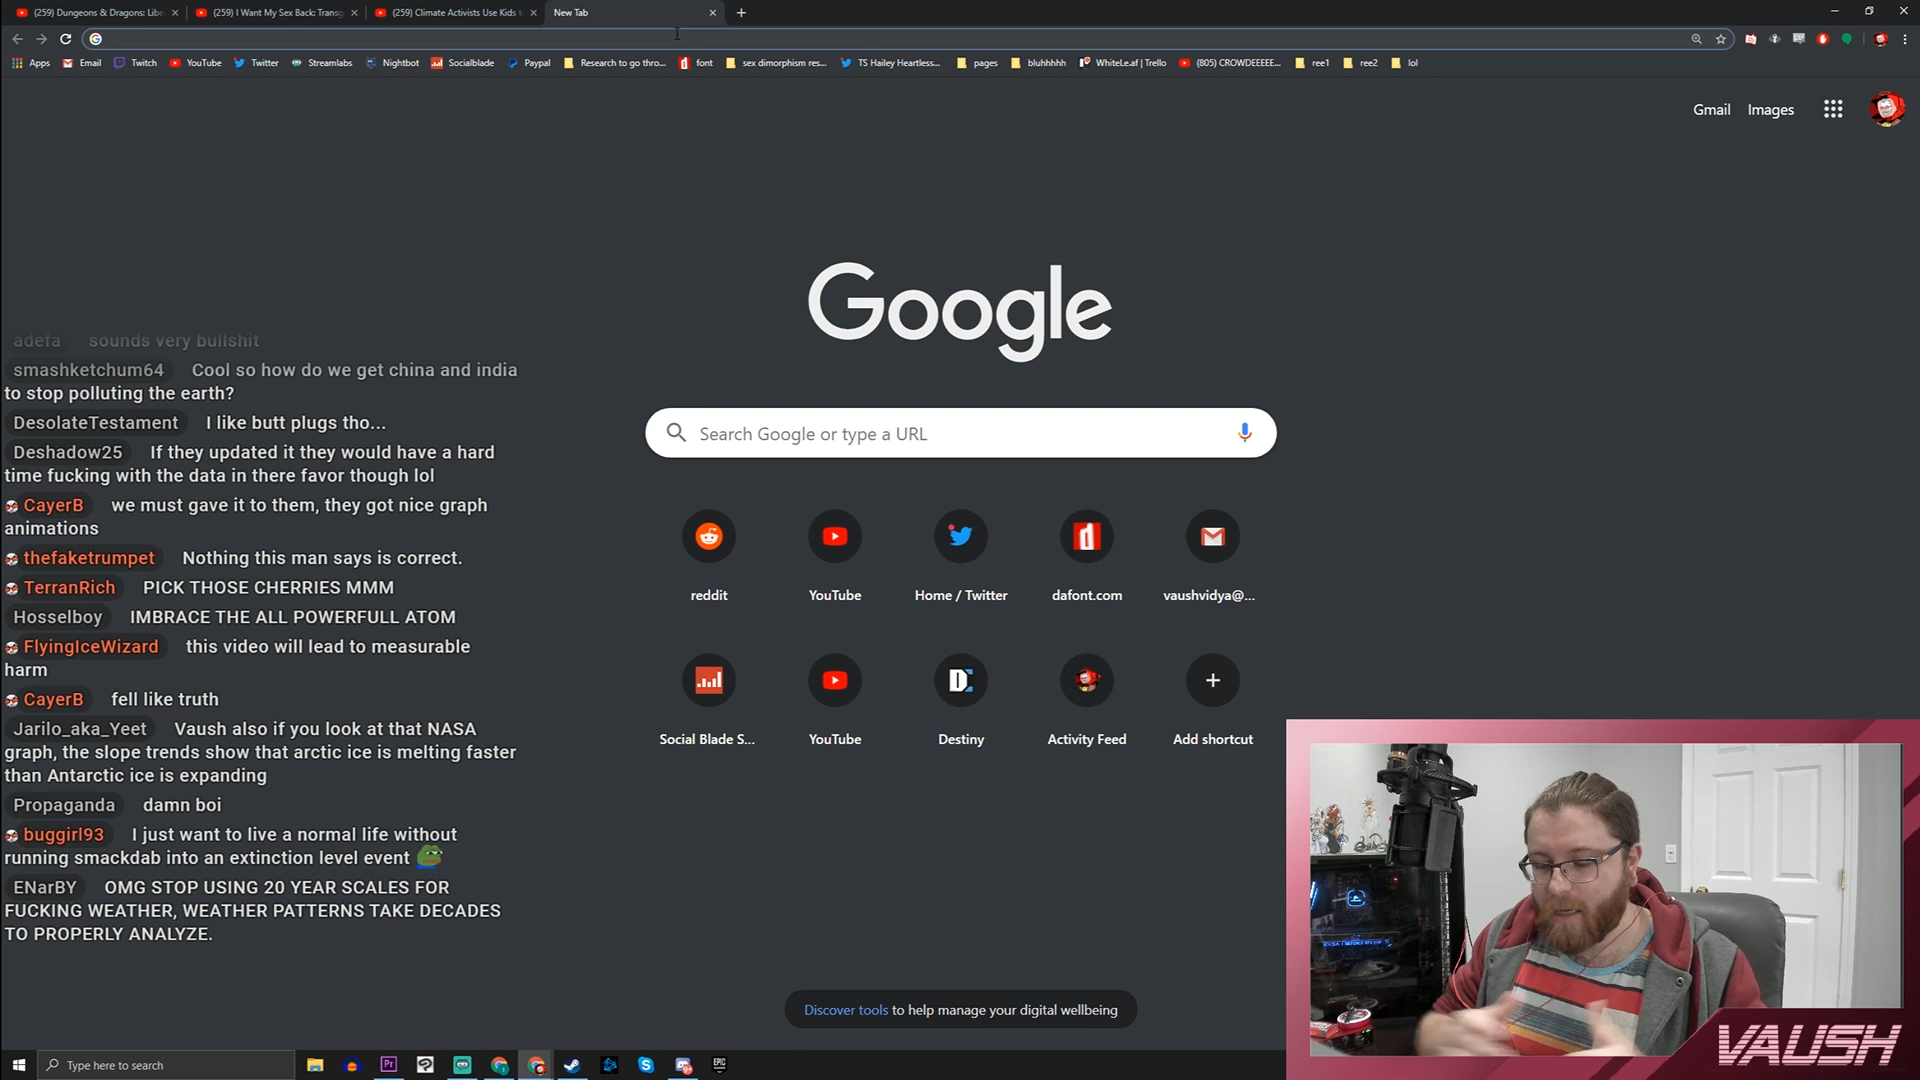 (259) Dungeons & Dragons: Libe
(259) I Want My Sex Back: Transg
(259) Climate Activists Use Kids t
New Tab
Apps
Email
Twitch
YouTube
Twitter
Streamlabs
Nightbot
Socialblade
Paypal
Research to go thro...
font
sex dimorphism res...
TS Hailey Heartless...
pages
bluhhhhh
WhiteLe.af | Trello
(805) CROWDEEEEE...
ree1
ree2
lol
Gmail Images
Google
Search Google or type a URL
reddit
YouTube
Home / Twitter
dafont.com
vaushvidya@...
Social Blade S...
YouTube
Destiny
Activity Feed
Add shortcut
Discover tools to help manage your digital wellbeing
adefa sounds very bullshit
smashketchum64 Cool so how do we get china and india
to stop polluting the earth?
DesolateTestament I like butt plugs tho...
Deshadow25 If they updated it they would have a hard
time fucking with the data in there favor though lol
CayerB we must gave it to them, they got nice graph
animations
thefaketrumpet Nothing this man says is correct.
TerranRich PICK THOSE CHERRIES MMM
Hosselboy IMBRACE THE ALL POWERFULL ATOM
FlyingIceWizard this video will lead to measurable
harm
CayerB fell like truth
Jarilo_aka_Yeet Vaush also if you look at that NASA
graph, the slope trends show that arctic ice is melting faster
than Antarctic ice is expanding
Propaganda damn boi
buggirl93 I just want to live a normal life without
running smackdab into an extinction level event
ENarBY OMG STOP USING 20 YEAR SCALES FOR
FUCKING WEATHER, WEATHER PATTERNS TAKE DECADES
TO PROPERLY ANALYZE.
VAUSH
Type here to search
Pr
EPIC